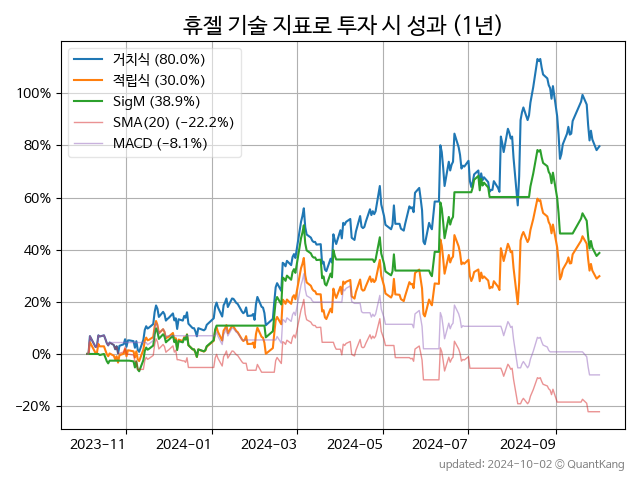 휴젤 기술 지표로 투자 시 성과 (1년)
거치식 (80.0%)
적립식 (30.0%)
SigM (38.9%)
SMA(20) (−22.2%)
MACD (−8.1%)
100%
80%
60%
40%
20%
0%
−20%
2023-11 2024-01 2024-03 2024-05 2024-07 2024-09
updated: 2024-10-02 © QuantKang